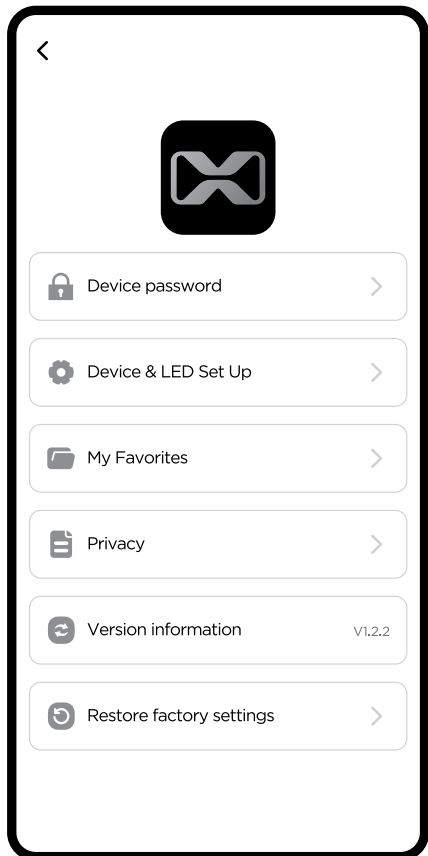 Device password
Device & LED Set Up
My Favorites
Privacy
Version information V1.2.2
Restore factory settings